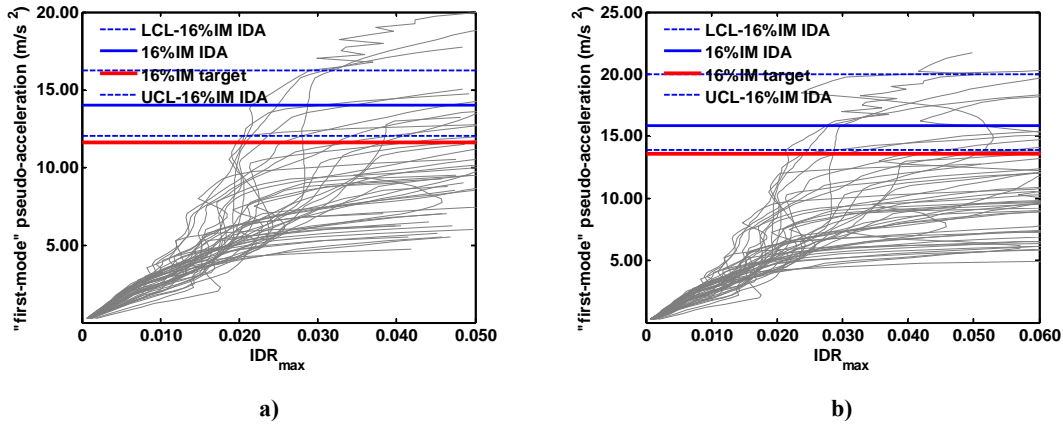 20.00
15.00
10.00
5.00
"first-mode" pseudo-acceleration (m/s 2)
LCL-16%IM IDA
16%IM IDA
16%IM target
UCL-16%IM IDA
0 0.010 0.020 0.030 0.040 0.050
IDRmax
a)
25.00
20.00
15.00
10.00
5.00
"first-mode" pseudo-acceleration (m/s 2)
LCL-16%IM IDA
16%IM IDA
16%IM target
UCL-16%IM IDA
0 0.010 0.020 0.030 0.040 0.050 0.060
IDRmax
b)